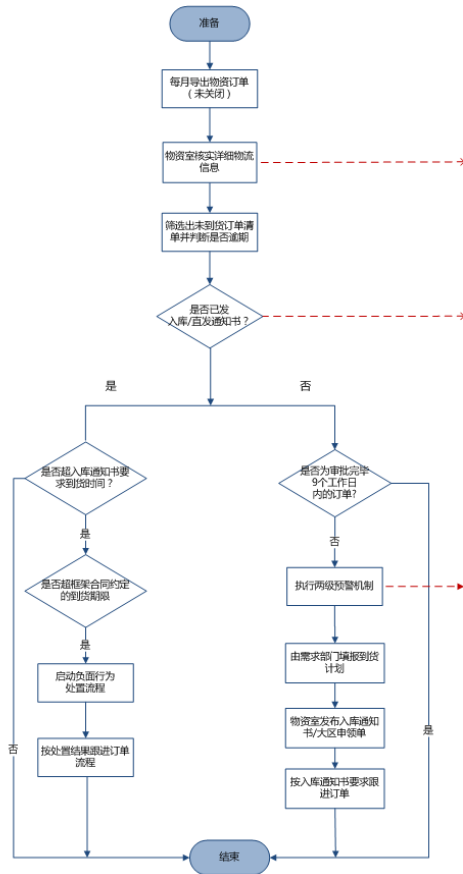 准备
每月导出物资订单
（未关闭）
物资室核实详细物流
信息
筛选出未到货订单清
单并判断是否逾期
是否已发
入库/直发通知书？
是
否
是否超入库通知书要
求到货时间？
是否为审批完毕
9个工作日
内的订单?
是
否
是否超框架合同约定
的到货期限
执行两级预警机制
是
由需求部门填报到货
计划
启动负面行为
处置流程
物资室发布入库通知
书/大区申领单
是
否
按处置结果跟进订单
流程
按入库通知书要求跟
进订单
结束